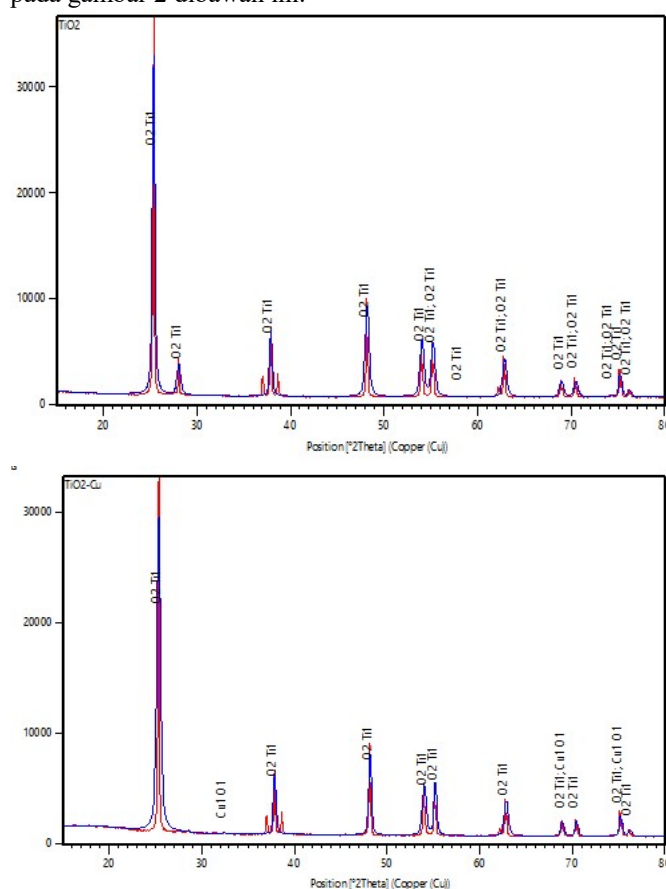 pada gambar 2 dibawah ini:
TiO2
30000
20000
10000
0
O2 Ti1
O2 Ti1
O2 Ti1
O2 Ti1
O2 Ti1
O2 Ti1; O2 Ti1
O2 Ti1
O2 Ti1; O2 Ti1
O2 Ti1
O2 Ti1; O2 Ti1
O2 Ti1; O2 Ti1
O2 Ti1
O2 Ti1; O2 Ti1
20 30 40 50 60 70 80
Position [°2Theta] (Copper (Cu))
TiO2-Cu
30000
20000
10000
0
O2 Ti1
Cu1 O1
O2 Ti1
O2 Ti1
O2 Ti1
O2 Ti1
O2 Ti1
O2 Ti1; Cu1 O1
O2 Ti1
O2 Ti1; Cu1 O1
O2 Ti1
20 30 40 50 60 70 80
Position [°2Theta] (Copper (Cu))